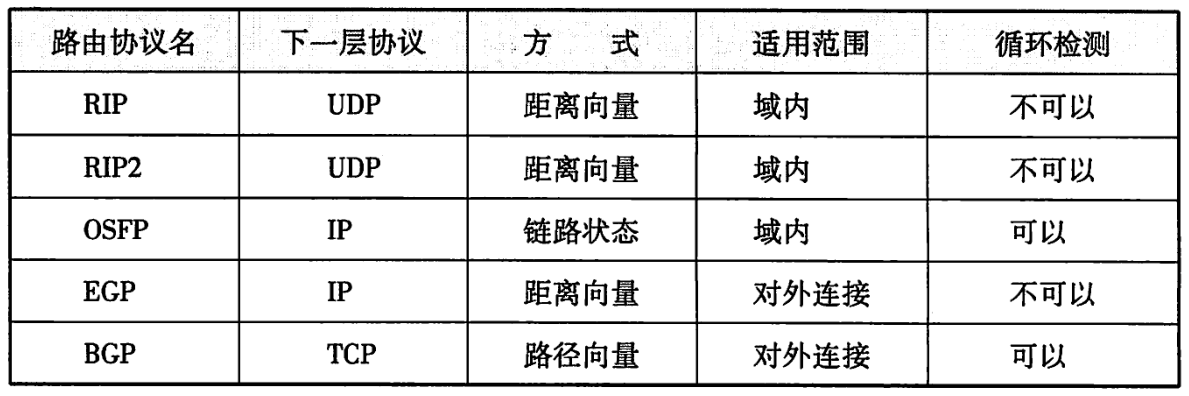 路由协议名 下一层协议 方 式 适用范围 循环检测
RIP UDP 距离向量 域内 不可以
RIP2 UDP 距离向量 域内 不可以
OSFP IP 链路状态 域内 可以
EGP IP 距离向量 对外连接 不可以
BGP TCP 路径向量 对外连接 可以